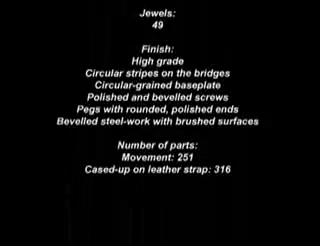 Jewels:
49
Finish:
High grade
Circular stripes on the bridges
Circular-grained baseplate
Polished and bevelled screws
Pegs with rounded, polished ends
Bevelled steel-work with brushed surfaces
Number of parts:
Movement: 251
Cased-up on leather strap: 316